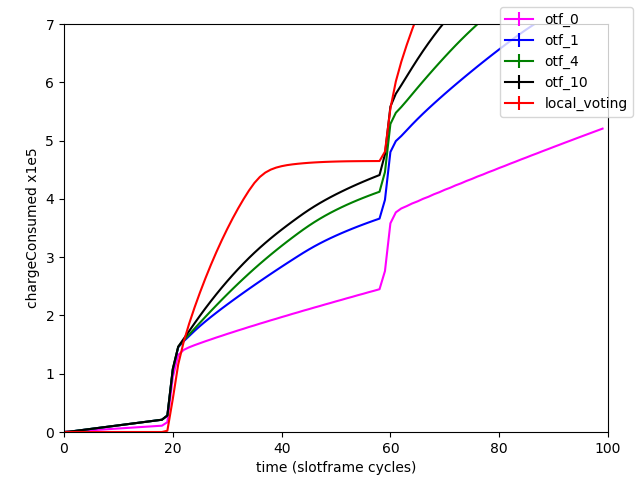 otf_0
otf_1
otf_4
otf_10
local_voting
7
6
5
4
3
2
1
0
chargeConsumed x1e5
0 20 40 60 80 100
time (slotframe cycles)